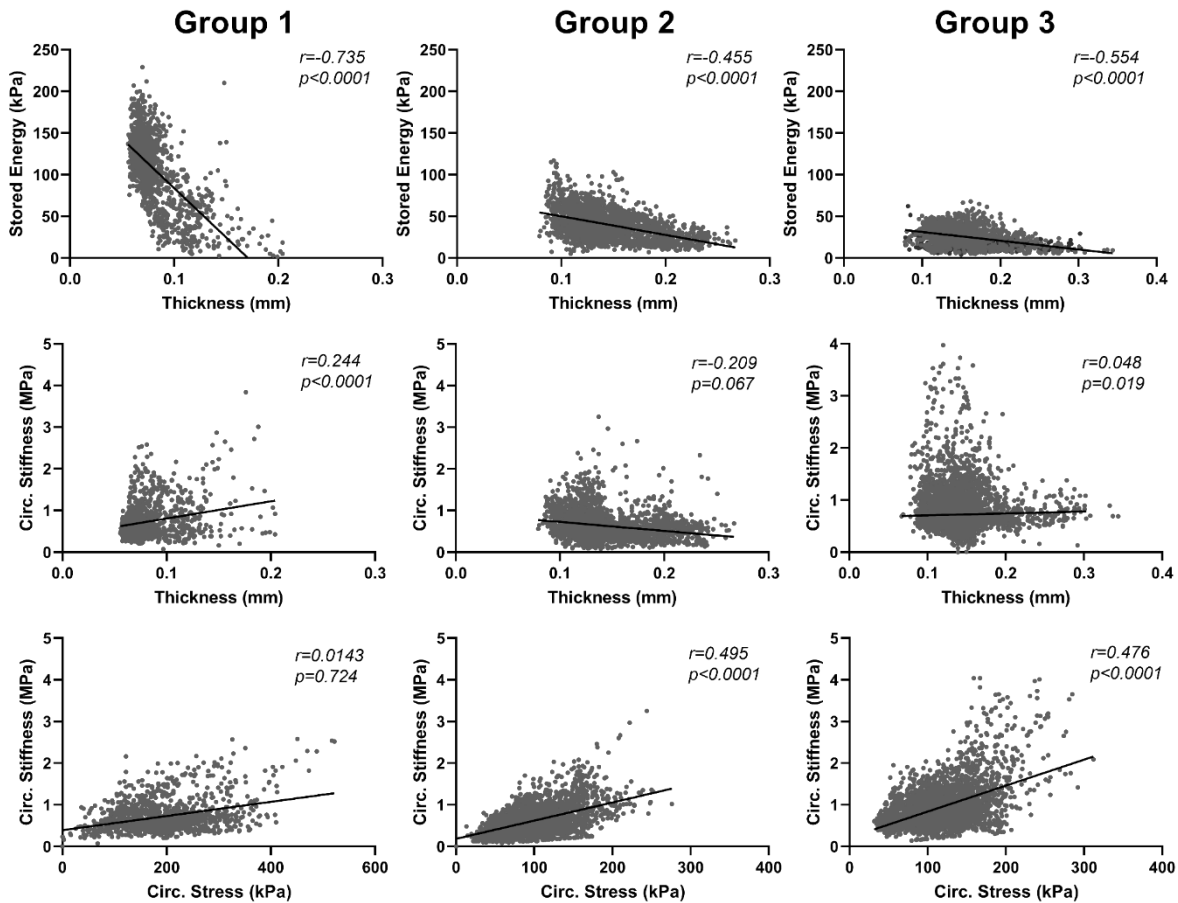 Group 1
Group 2
Group 3
Stored Energy (kPa)
250
200
150
100
50
0
r=-0.735
p<0.0001
0.0
0.1
0.2
0.3
Thickness (mm)
Stored Energy (kPa)
250
200
150
100
50
0
r=-0.455
p<0.0001
0.0
0.1
0.2
0.3
Thickness (mm)
Stored Energy (kPa)
250
200
150
100
50
0
r=-0.554
p<0.0001
0.0
0.1
0.2
0.3
0.4
Thickness (mm)
Circ. Stiffness (MPa)
5
4
3
2
1
0
r=0.244
p<0.0001
0.0
0.1
0.2
0.3
Thickness (mm)
Circ. Stiffness (MPa)
5
4
3
2
1
0
r=-0.209
p=0.067
0.0
0.1
0.2
0.3
Thickness (mm)
Circ. Stiffness (MPa)
4
3
2
1
0
r=0.048
p=0.019
0.0
0.1
0.2
0.3
0.4
Thickness (mm)
Circ. Stiffness (MPa)
5
4
3
2
1
0
r=0.0143
p=0.724
0
200
400
600
Circ. Stress (kPa)
Circ. Stiffness (MPa)
5
4
3
2
1
0
r=0.495
p<0.0001
0
100
200
300
400
Circ. Stress (kPa)
Circ. Stiffness (MPa)
5
4
3
2
1
0
r=0.476
p<0.0001
0
100
200
300
400
Circ. Stress (kPa)